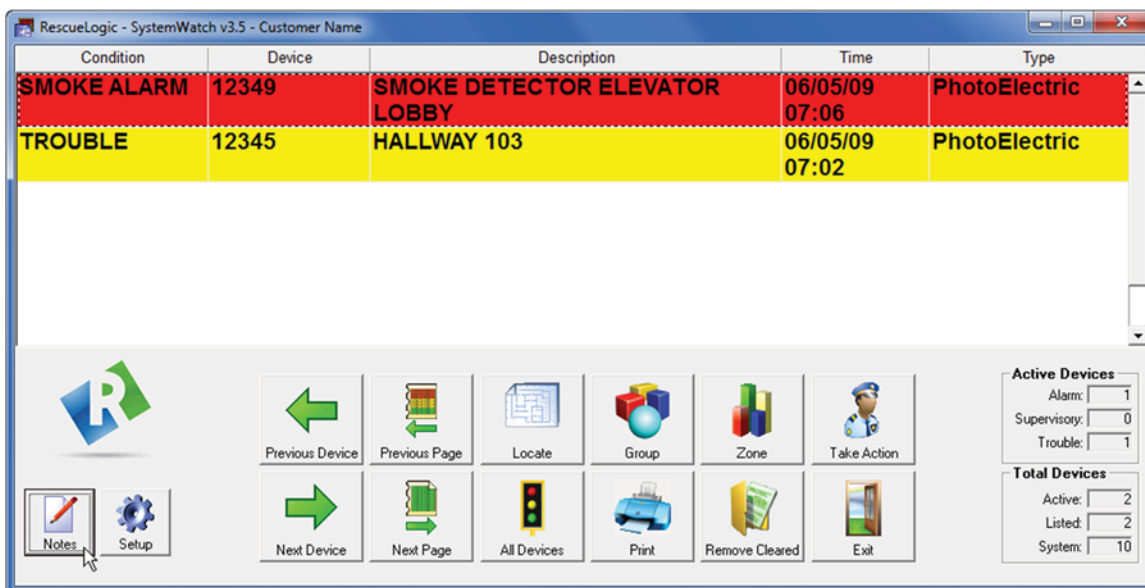 RescueLogic - SystemWatch v3.5 - Customer Name
Condition Device Description Time Type
SMOKE ALARM 12349 SMOKE DETECTOR ELEVATOR 06/05/09 PhotoElectric
LOBBY 07:06
TROUBLE 12345 HALLWAY 103 06/05/09 PhotoElectric
07:02
R
Previous Device Previous Page Locate Group Zone Take Action
Notes Setup
Next Device Next Page All Devices Print Remove Cleared Exit
Active Devices
Alarm: 1
Supervisory: 0
Trouble: 1
Total Devices
Active: 2
Listed: 2
System: 10